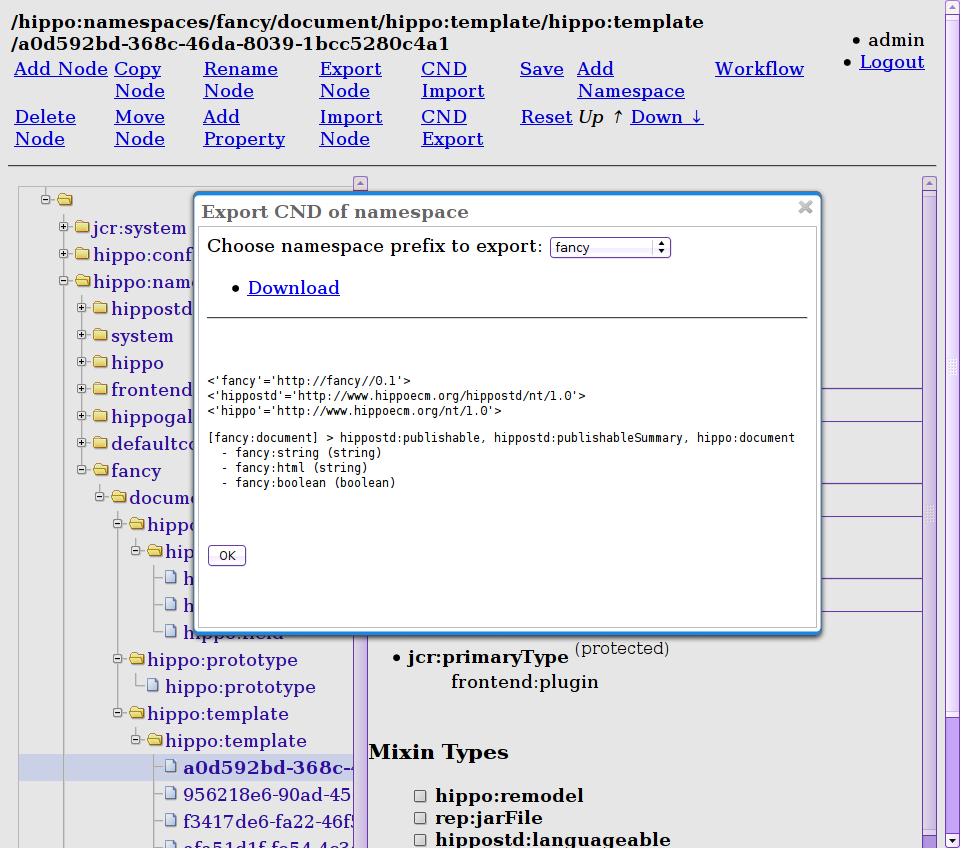 /hippo:namespaces/fancy/document/hippo:template/hippo:template
/a0d592bd-368c-46da-8039-1bcc5280c4a1
admin
Logout
Add Node Copy Node Rename Node Export Node CND Import Save Add Namespace Workflow
Delete Node Move Node Add Property Import Node CND Export Reset Up ↑ Down ↓
jcr:system
hippo:conf
hippo:name
hippostd
system
hippo
frontend
hippogal
defaultco
fancy
docume
hippo
hip
h
h
hippo:field
hippo:prototype
hippo:prototype
hippo:template
hippo:template
a0d592bd-368c-4
956218e6-90ad-45
f3417de6-fa22-46f5
Export CND of namespace
Choose namespace prefix to export: fancy
Download
<'fancy'='http://fancy//0.1'>
<'hippostd'='http://www.hippoecm.org/hippostd/nt/1.0'>
<'hippo'='http://www.hippoecm.org/nt/1.0'>
[fancy:document] > hippostd:publishable, hippostd:publishableSummary, hippo:document
- fancy:string (string)
- fancy:html (string)
- fancy:boolean (boolean)
OK
jcr:primaryType (protected)
frontend:plugin
Mixin Types
hippo:remodel
rep:jarFile
hippostd:languageable